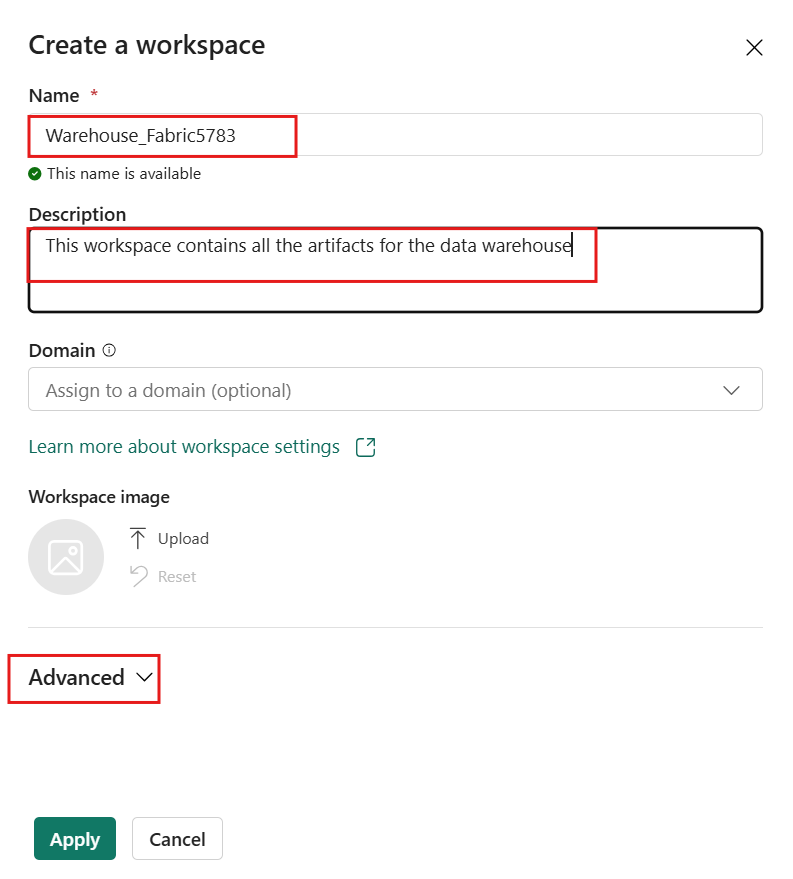 Create a workspace
Name *
Warehouse_Fabric5783
This name is available
Description
This workspace contains all the artifacts for the data warehouse
Domain
Assign to a domain (optional)
Learn more about workspace settings
Workspace image
Upload
Reset
Advanced
Apply Cancel